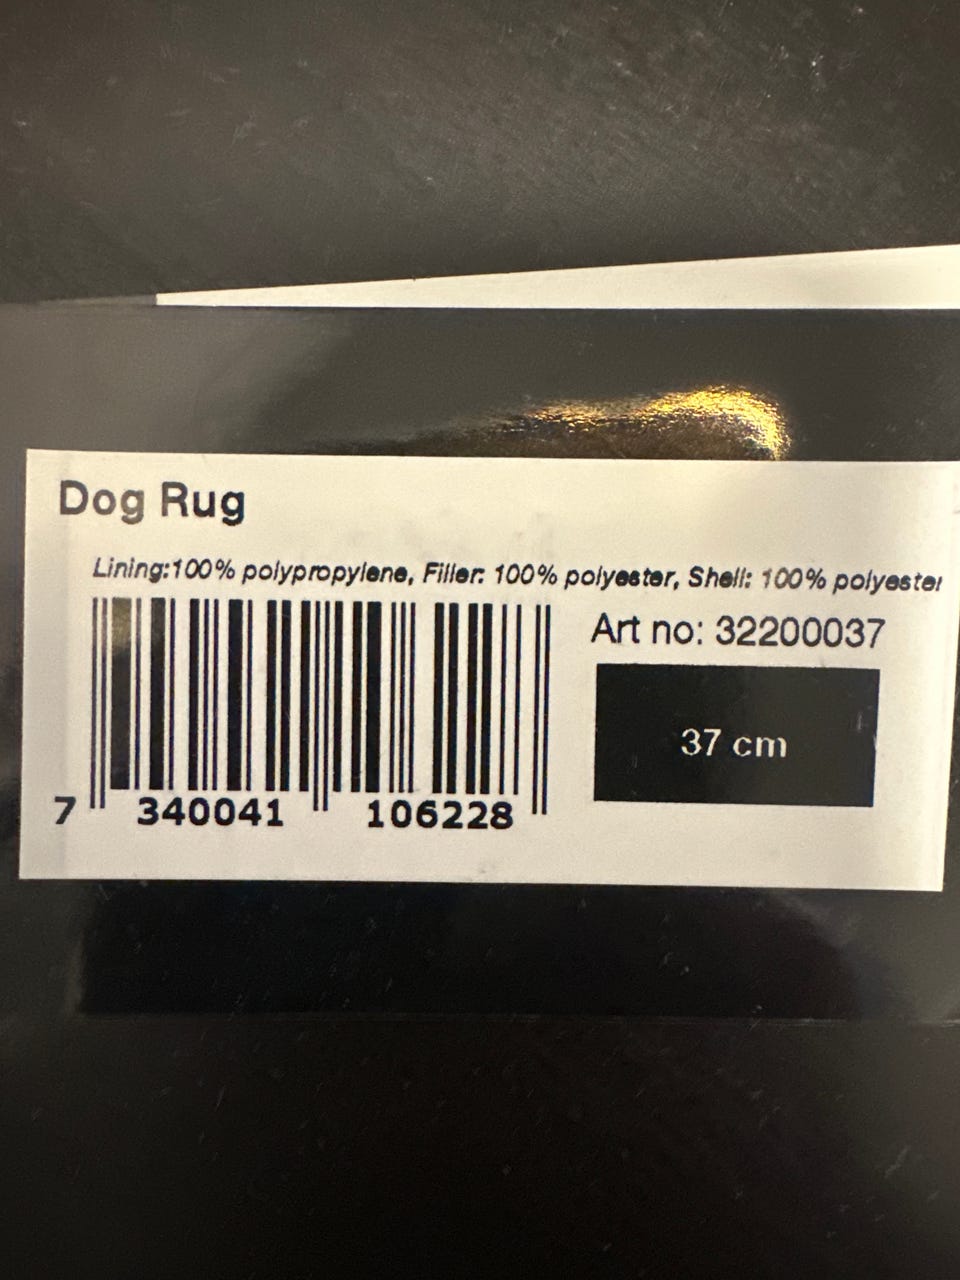 Dog Rug
Lining:100% polypropylene, Filler: 100% polyester, Shell: 100% polyester
Art no: 32200037
37 cm
7 340041 106228